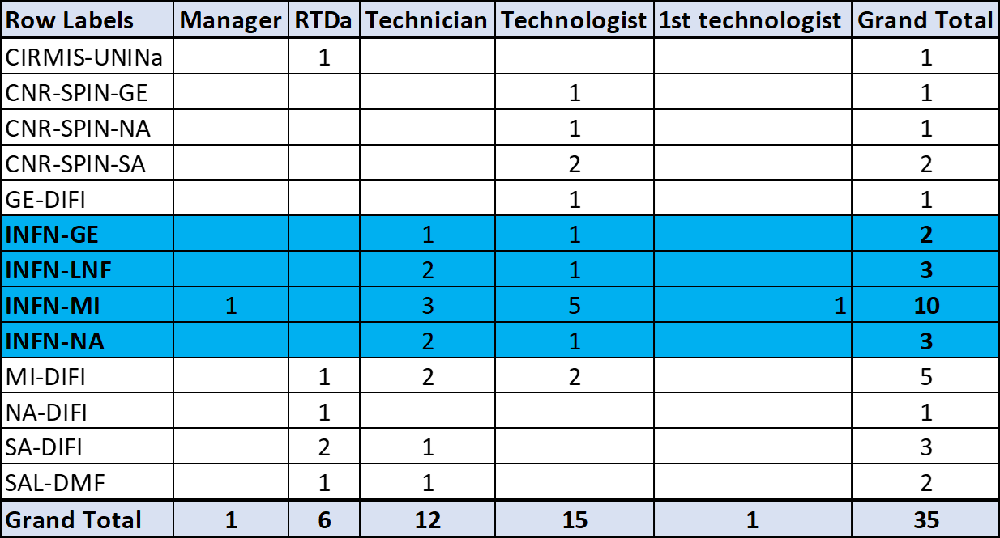 Row Labels Manager RTDa Technician Technologist 1st technologist Grand Total
CIRMIS-UNINa 1 1
CNR-SPIN-GE 1 1
CNR-SPIN-NA 1 1
CNR-SPIN-SA 2 2
GE-DIFI 1 1
INFN-GE 1 1 2
INFN-LNF 2 1 3
INFN-MI 1 3 5 1 10
INFN-NA 2 1 3
MI-DIFI 1 2 2 5
NA-DIFI 1 1
SA-DIFI 2 1 3
SAL-DMF 1 1 2
Grand Total 1 6 12 15 1 35